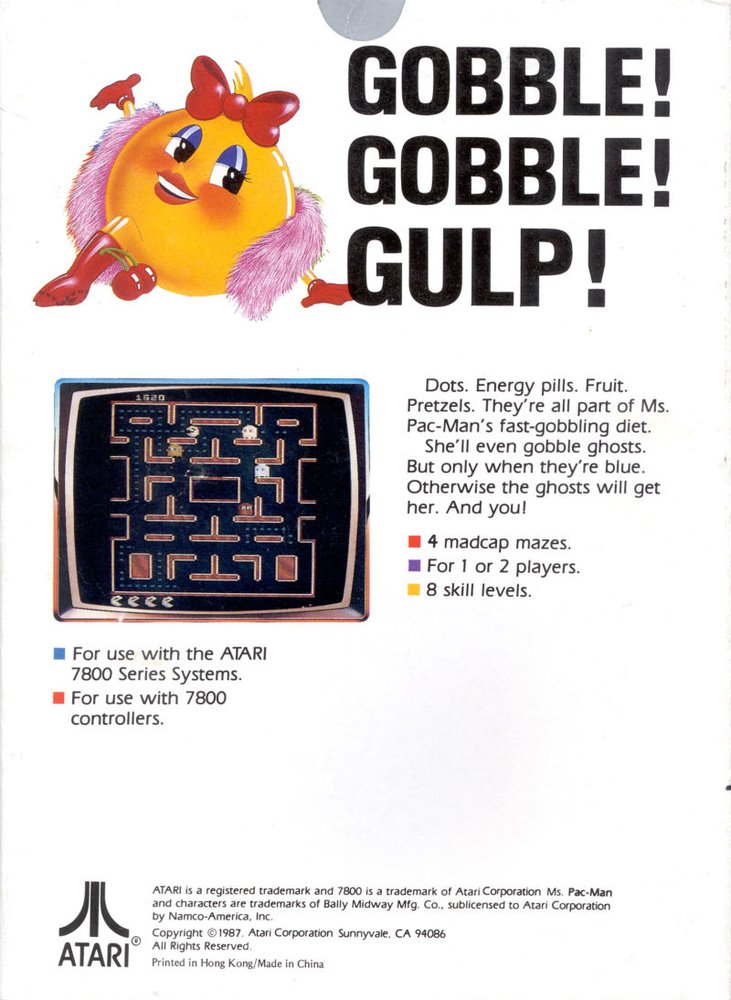 GOBBLE!
GOBBLE!
GULP!
1520
Dots. Energy pills. Fruit.
Pretzels. They're all part of Ms.
Pac-Man's fast-gobbling diet.
She'll even gobble ghosts.
But only when they're blue.
Otherwise the ghosts will get
her. And you!
4 madcap mazes.
For 1 or 2 players.
8 skill levels.
For use with the ATARI
7800 Series Systems.
For use with 7800
controllers.
ATARI is a registered trademark and 7800 is a trademark of Atari Corporation Ms. Pac-Man
and characters are trademarks of Bally Midway Mfg. Co., sublicensed to Atari Corporation
by Namco-America, Inc.
Copyright ©1987. Atari Corporation Sunnyvale, CA 94086
All Rights Reserved.
Printed in Hong Kong/Made in China
ATARI®